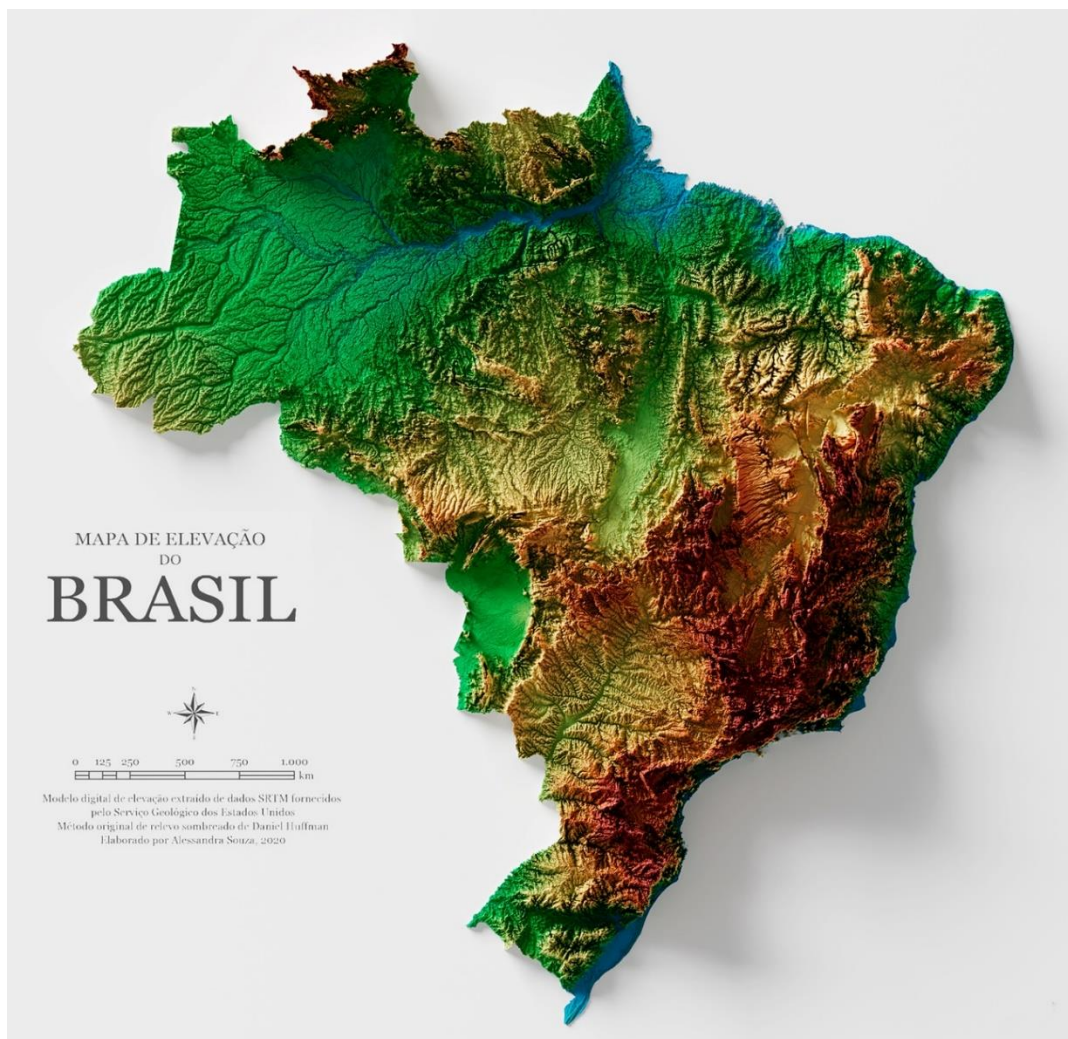 MAPA DE ELEVAÇÃO
DO
BRASIL
N
W E
S
0 125 250 500 750 1.000
km
Modelo digital de elevação extraído de dados SRTM fornecidos
pelo Serviço Geológico dos Estados Unidos
Método original de relevo sombreado de Daniel Huffman
Elaborado por Alessandra Souza, 2020